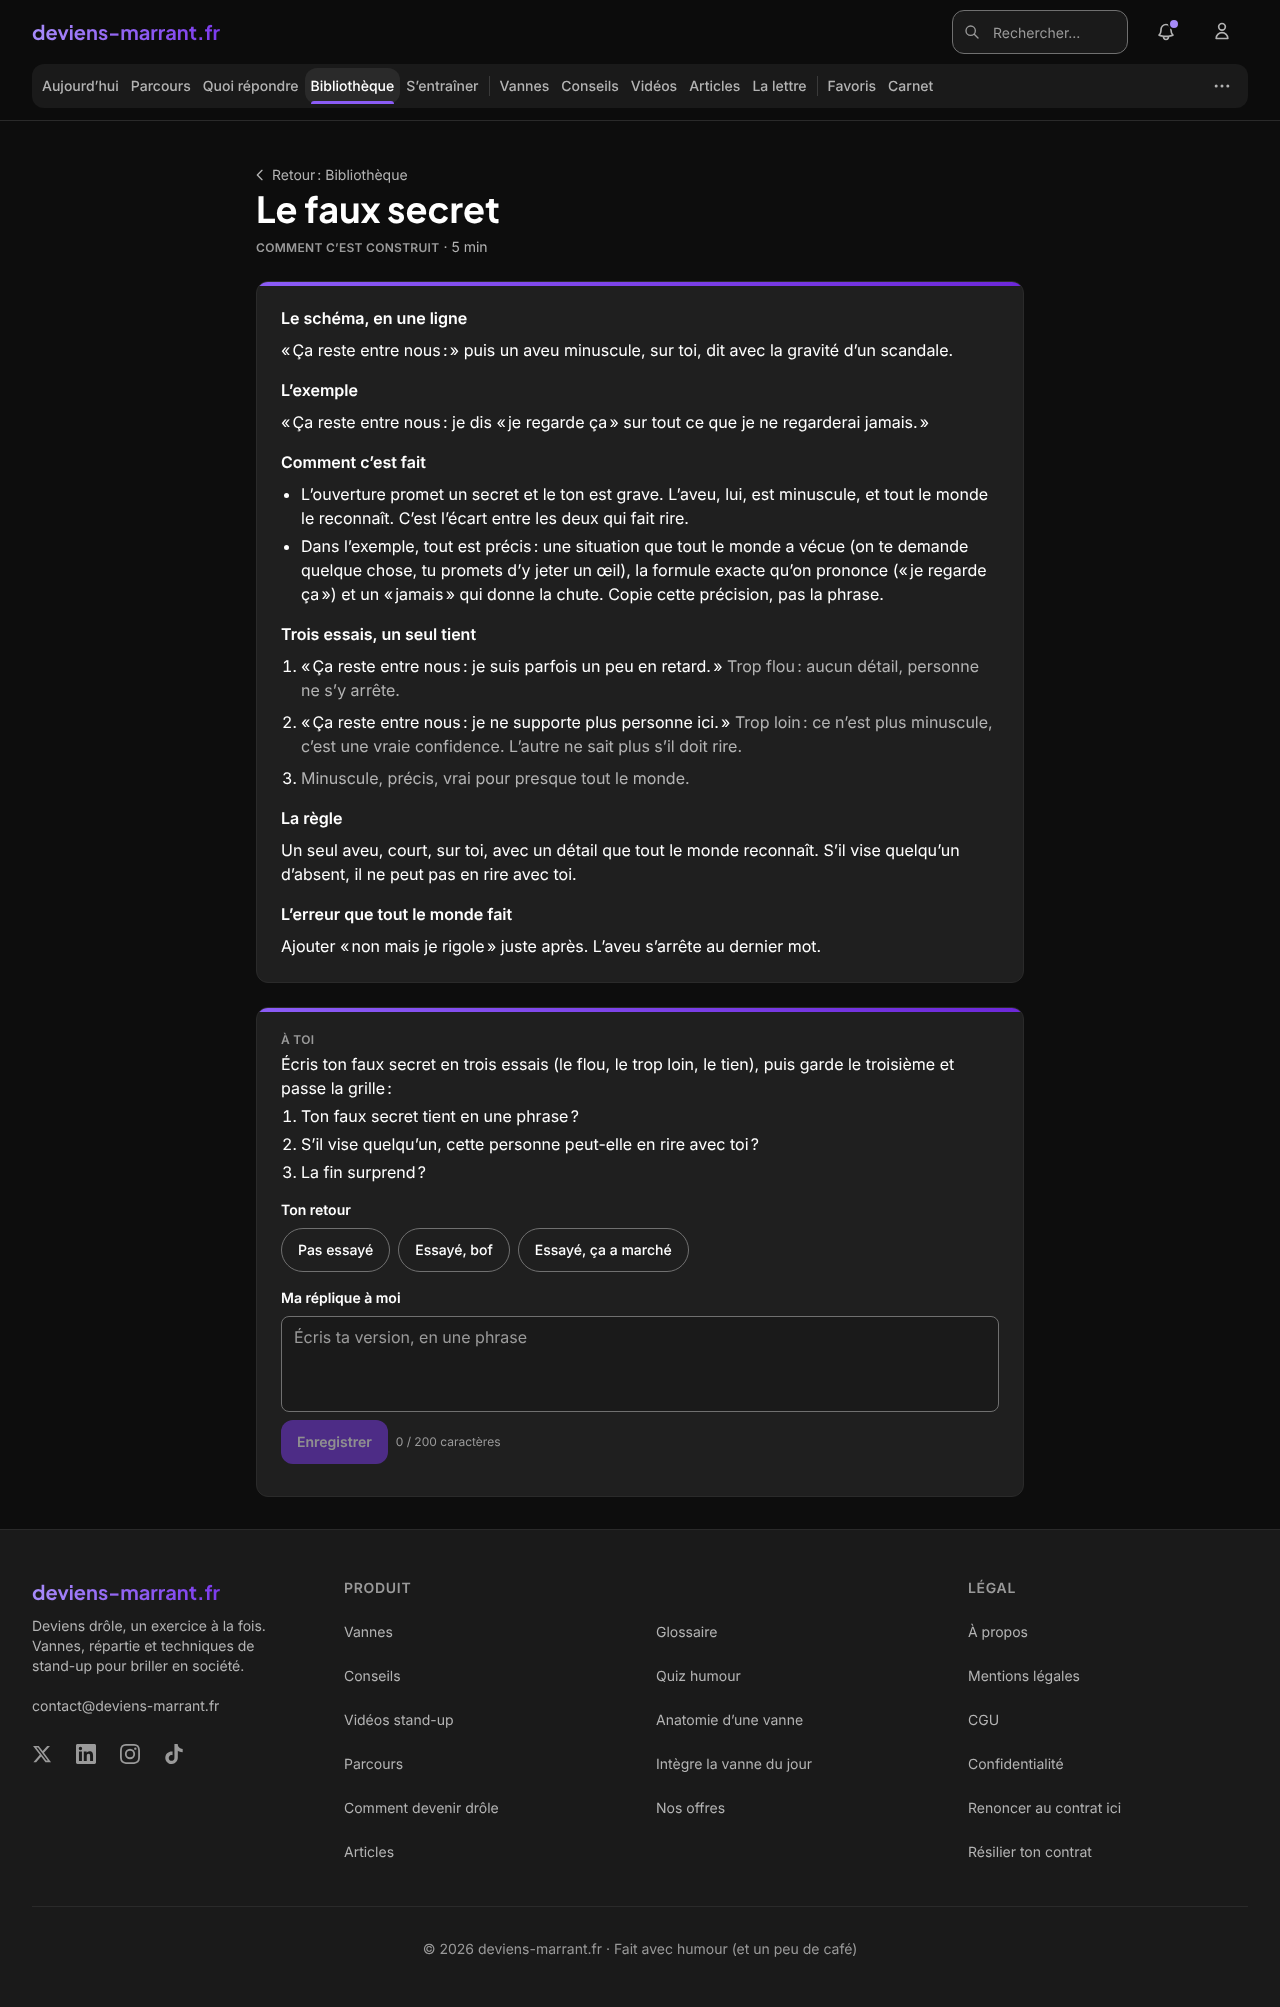 deviens-marrant.fr
Rechercher...
Aujourd’hui Parcours Quoi répondre Bibliothèque S’entraîner Vannes Conseils Vidéos Articles La lettre Favoris Carnet
Retour : Bibliothèque
Le faux secret
COMMENT C’EST CONSTRUIT · 5 min
Le schéma, en une ligne
« Ça reste entre nous : » puis un aveu minuscule, sur toi, dit avec la gravité d’un scandale.
L’exemple
« Ça reste entre nous : je dis « je regarde ça » sur tout ce que je ne regarderai jamais. »
Comment c’est fait
• L’ouverture promet un secret et le ton est grave. L’aveu, lui, est minuscule, et tout le monde
le reconnaît. C’est l’écart entre les deux qui fait rire.
• Dans l’exemple, tout est précis : une situation que tout le monde a vécue (on te demande
quelque chose, tu promets d’y jeter un œil), la formule exacte qu’on prononce (« je regarde
ça ») et un « jamais » qui donne la chute. Copie cette précision, pas la phrase.
Trois essais, un seul tient
1. « Ça reste entre nous : je suis parfois un peu en retard. » Trop flou : aucun détail, personne
ne s’y arrête.
2. « Ça reste entre nous : je ne supporte plus personne ici. » Trop loin : ce n’est plus minuscule,
c’est une vraie confidence. L’autre ne sait plus s’il doit rire.
3. Minuscule, précis, vrai pour presque tout le monde.
La règle
Un seul aveu, court, sur toi, avec un détail que tout le monde reconnaît. S’il vise quelqu’un
d’absent, il ne peut pas en rire avec toi.
L’erreur que tout le monde fait
Ajouter « non mais je rigole » juste après. L’aveu s’arrête au dernier mot.
À TOI
Écris ton faux secret en trois essais (le flou, le trop loin, le tien), puis garde le troisième et
passe la grille :
1. Ton faux secret tient en une phrase ?
2. S’il vise quelqu’un, cette personne peut-elle en rire avec toi ?
3. La fin surprend ?
Ton retour
Pas essayé Essayé, bof Essayé, ça a marché
Ma réplique à moi
Écris ta version, en une phrase
Enregistrer 0 / 200 caractères
deviens-marrant.fr
Deviens drôle, un exercice à la fois.
Vannes, répartie et techniques de
stand-up pour briller en société.
contact@deviens-marrant.fr
PRODUIT
Vannes
Conseils
Vidéos stand-up
Parcours
Comment devenir drôle
Articles
Glossaire
Quiz humour
Anatomie d’une vanne
Intègre la vanne du jour
Nos offres
LÉGAL
À propos
Mentions légales
CGU
Confidentialité
Renoncer au contrat ici
Résilier ton contrat
© 2026 deviens-marrant.fr · Fait avec humour (et un peu de café)